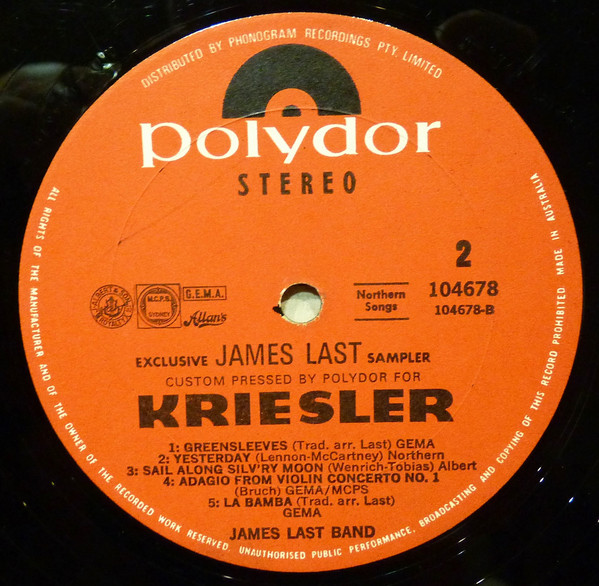 DISTRIBUTED BY PHONOGRAM RECORDINGS PTY. LIMITED
polydor
STEREO
2
J. ALBERT & SON
ROYALTY
M.C.P.S.
SYDNEY
G.E.M.A.
Allan's
Northern
Songs
104678
104678-B
EXCLUSIVE JAMES LAST SAMPLER
CUSTOM PRESSED BY POLYDOR FOR
KRIESLER
1: GREENSLEEVES (Trad. arr. Last) GEMA
2: YESTERDAY (Lennon-McCartney) Northern
3: SAIL ALONG SILV'RY MOON (Wenrich-Tobias) Albert
4: ADAGIO FROM VIOLIN CONCERTO NO. 1
(Bruch) GEMA/MCPS
5: LA BAMBA (Trad. arr. Last)
GEMA
JAMES LAST BAND
ALL RIGHTS OF THE MANUFACTURER AND OF THE OWNER OF THE RECORDED WORK RESERVED. UNAUTHORISED PUBLIC PERFORMANCE, BROADCASTING AND COPYING OF THIS RECORD PROHIBITED MADE IN AUSTRALIA